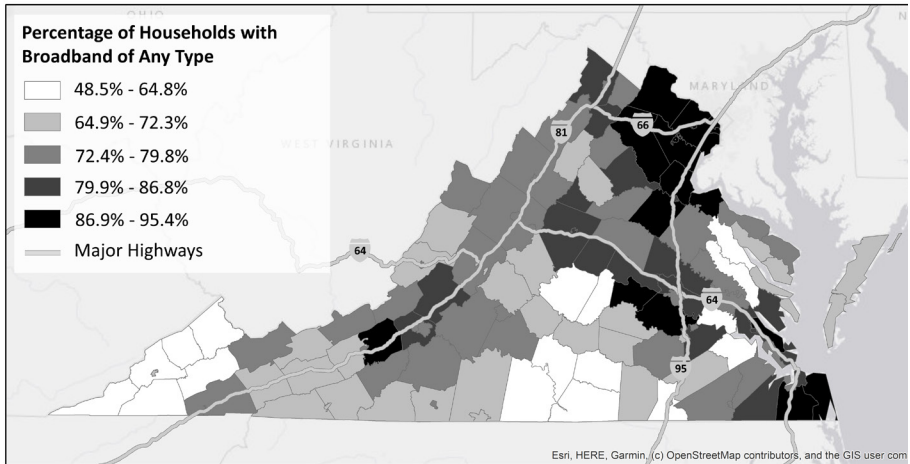 OHIO
Percentage of Households with
Broadband of Any Type
48.5% - 64.8%
64.9% - 72.3%
72.4% - 79.8%
79.9% - 86.8%
86.9% - 95.4%
Major Highways
MARYLAND
WEST VIRGINIA
81
66
64
64
95
Esri, HERE, Garmin, (c) OpenStreetMap contributors, and the GIS user com